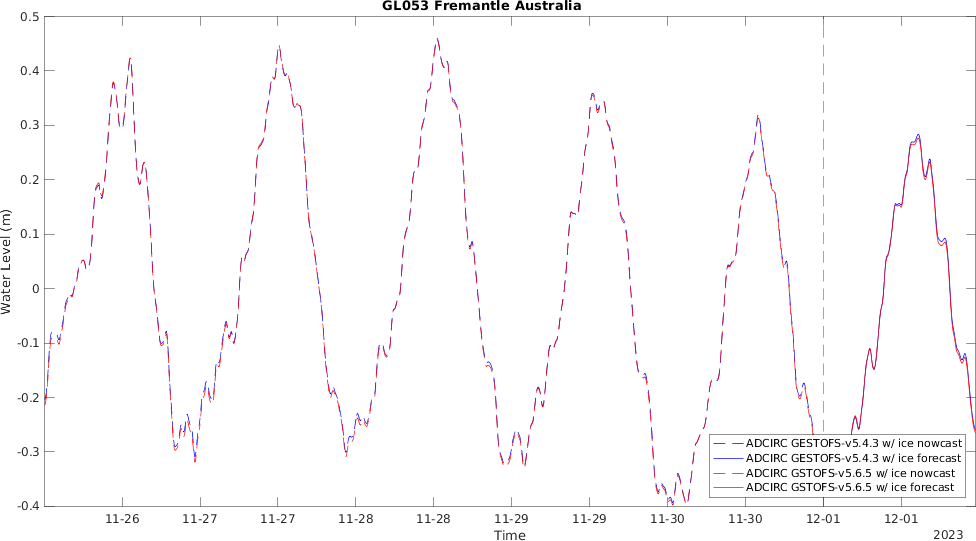 GL053 Fremantle Australia
0.5
0.4
0.3
0.2
0.1
0
-0.1
-0.2
-0.3
-0.4
Water Level (m)
ADCIRC GESTOFS-v5.4.3 w/ ice nowcast
ADCIRC GESTOFS-v5.4.3 w/ ice forecast
ADCIRC GSTOFS-v5.6.5 w/ ice nowcast
ADCIRC GSTOFS-v5.6.5 w/ ice forecast
11-26 11-27 11-27 11-28 11-28 11-29 11-29 11-30 11-30 12-01 12-01
Time
2023